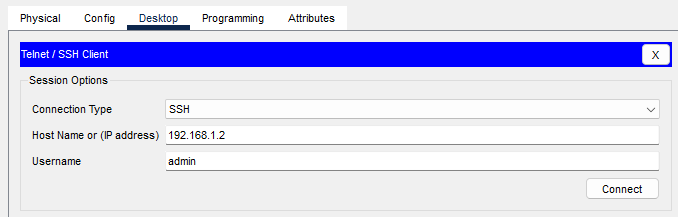 Physical Config Desktop Programming Attributes
Telnet / SSH Client X
Session Options
Connection Type SSH
Host Name or (IP address) 192.168.1.2
Username admin
Connect